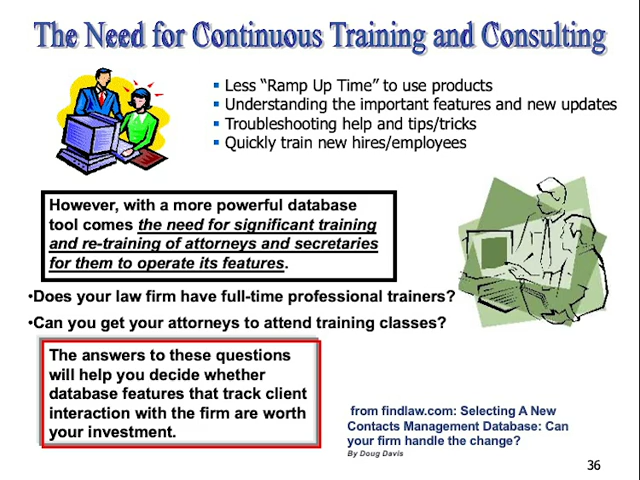 The Need for Continuous Training and Consulting
▪ Less “Ramp Up Time” to use products
▪ Understanding the important features and new updates
▪ Troubleshooting help and tips/tricks
▪ Quickly train new hires/employees
However, with a more powerful database
tool comes the need for significant training
and re-training of attorneys and secretaries
for them to operate its features.
•Does your law firm have full-time professional trainers?
•Can you get your attorneys to attend training classes?
The answers to these questions
will help you decide whether
database features that track client
interaction with the firm are worth
your investment.
from findlaw.com: Selecting A New
Contacts Management Database: Can
your firm handle the change?
By Doug Davis
36